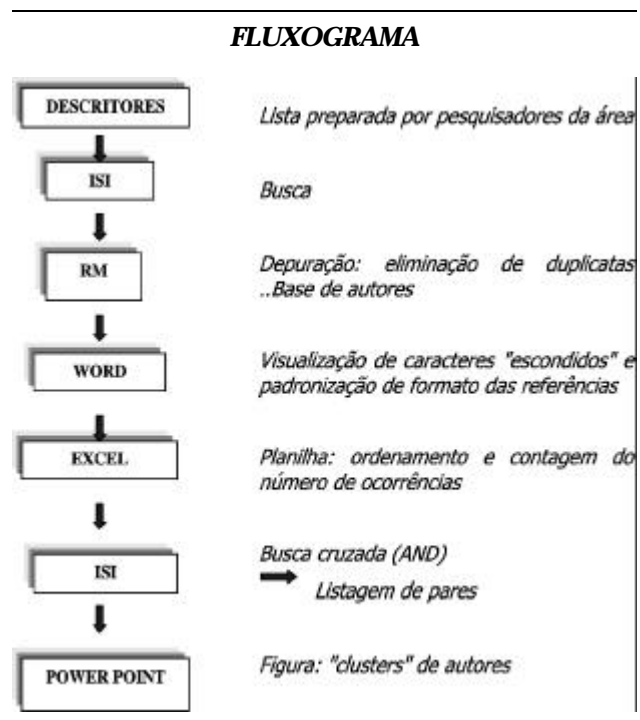 FLUXOGRAMA
DESCRITORES
Lista preparada por pesquisadores da área
ISI
Busca
RM
Depuração: eliminação de duplicatas
..Base de autores
WORD
Visualização de caracteres "escondidos" e
padronização de formato das referências
EXCEL
Planilha: ordenamento e contagem do
número de ocorrências
ISI
Busca cruzada (AND)
Listagem de pares
POWER POINT
Figura: "clusters" de autores